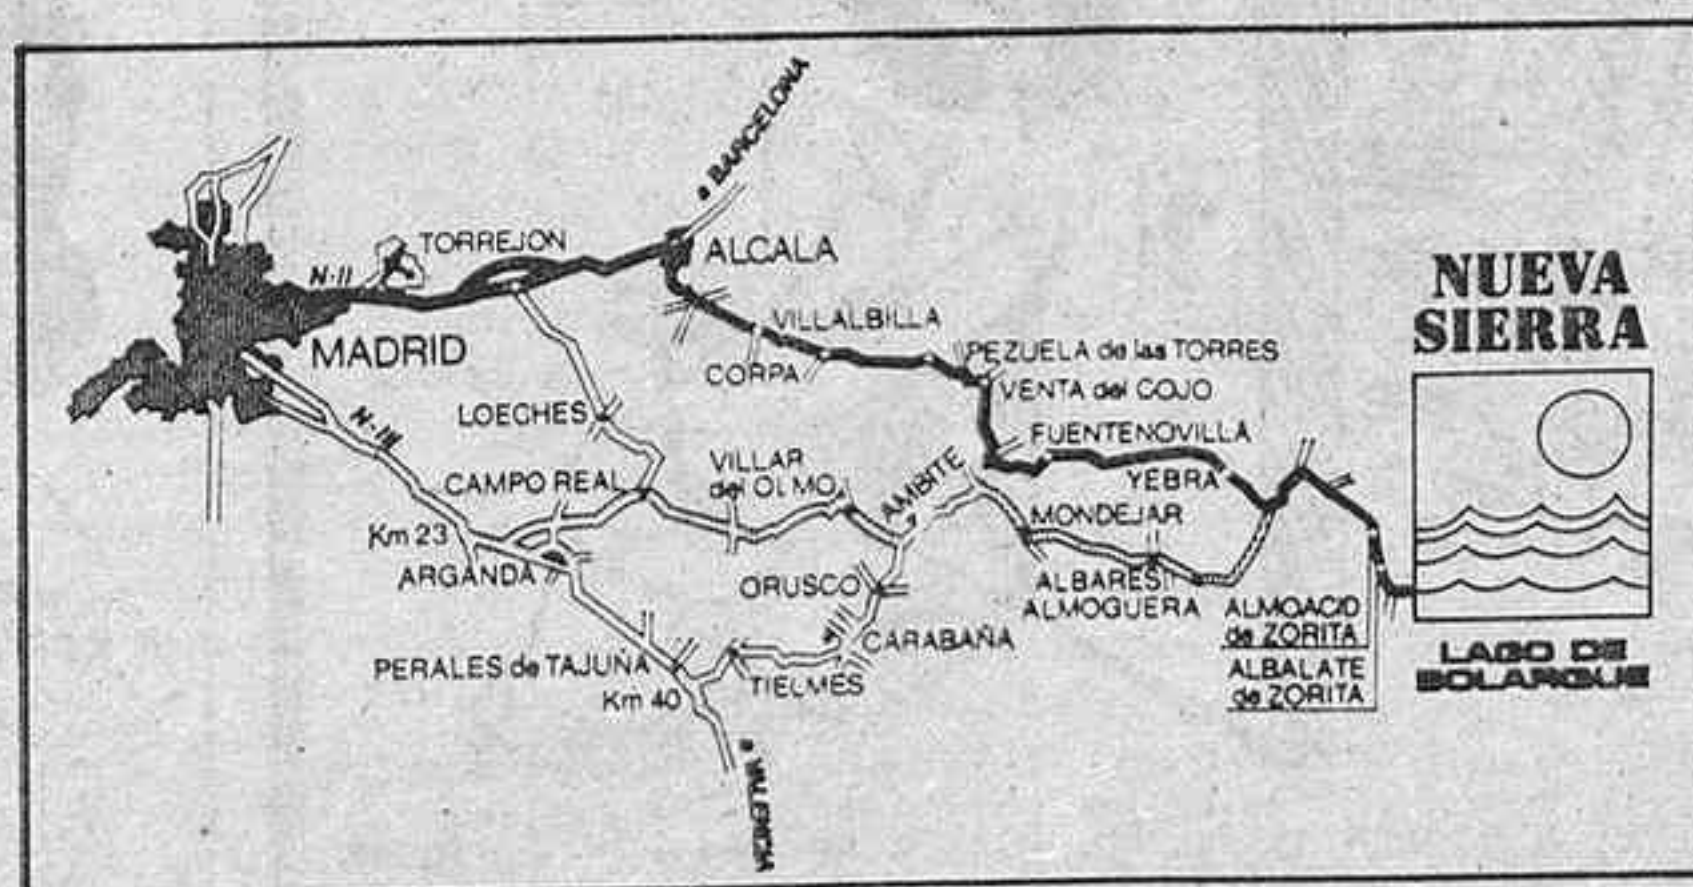 a BARCELONA
TORREJON
N-II
ALCALA
MADRID
NUEVA
SIERRA
VILLALBILLA
CORPA
PEZUELA de las TORRES
VENTA del COJO
LOECHES
N-III
FUENTENOVILLA
CAMPO REAL
VILLAR
del OLMO
AMBITE
YEBRA
MONDEJAR
Km 23
ARGANDA
ORUSCO
ALBARES
ALMOGUERA
ALMOACID
de ZORITA
CARABAÑA
PERALES de TAJUÑA
TIELMES
Km 40
ALBALATE
de ZORITA
LAGO DE
BOLARQUE
a VALENCIA